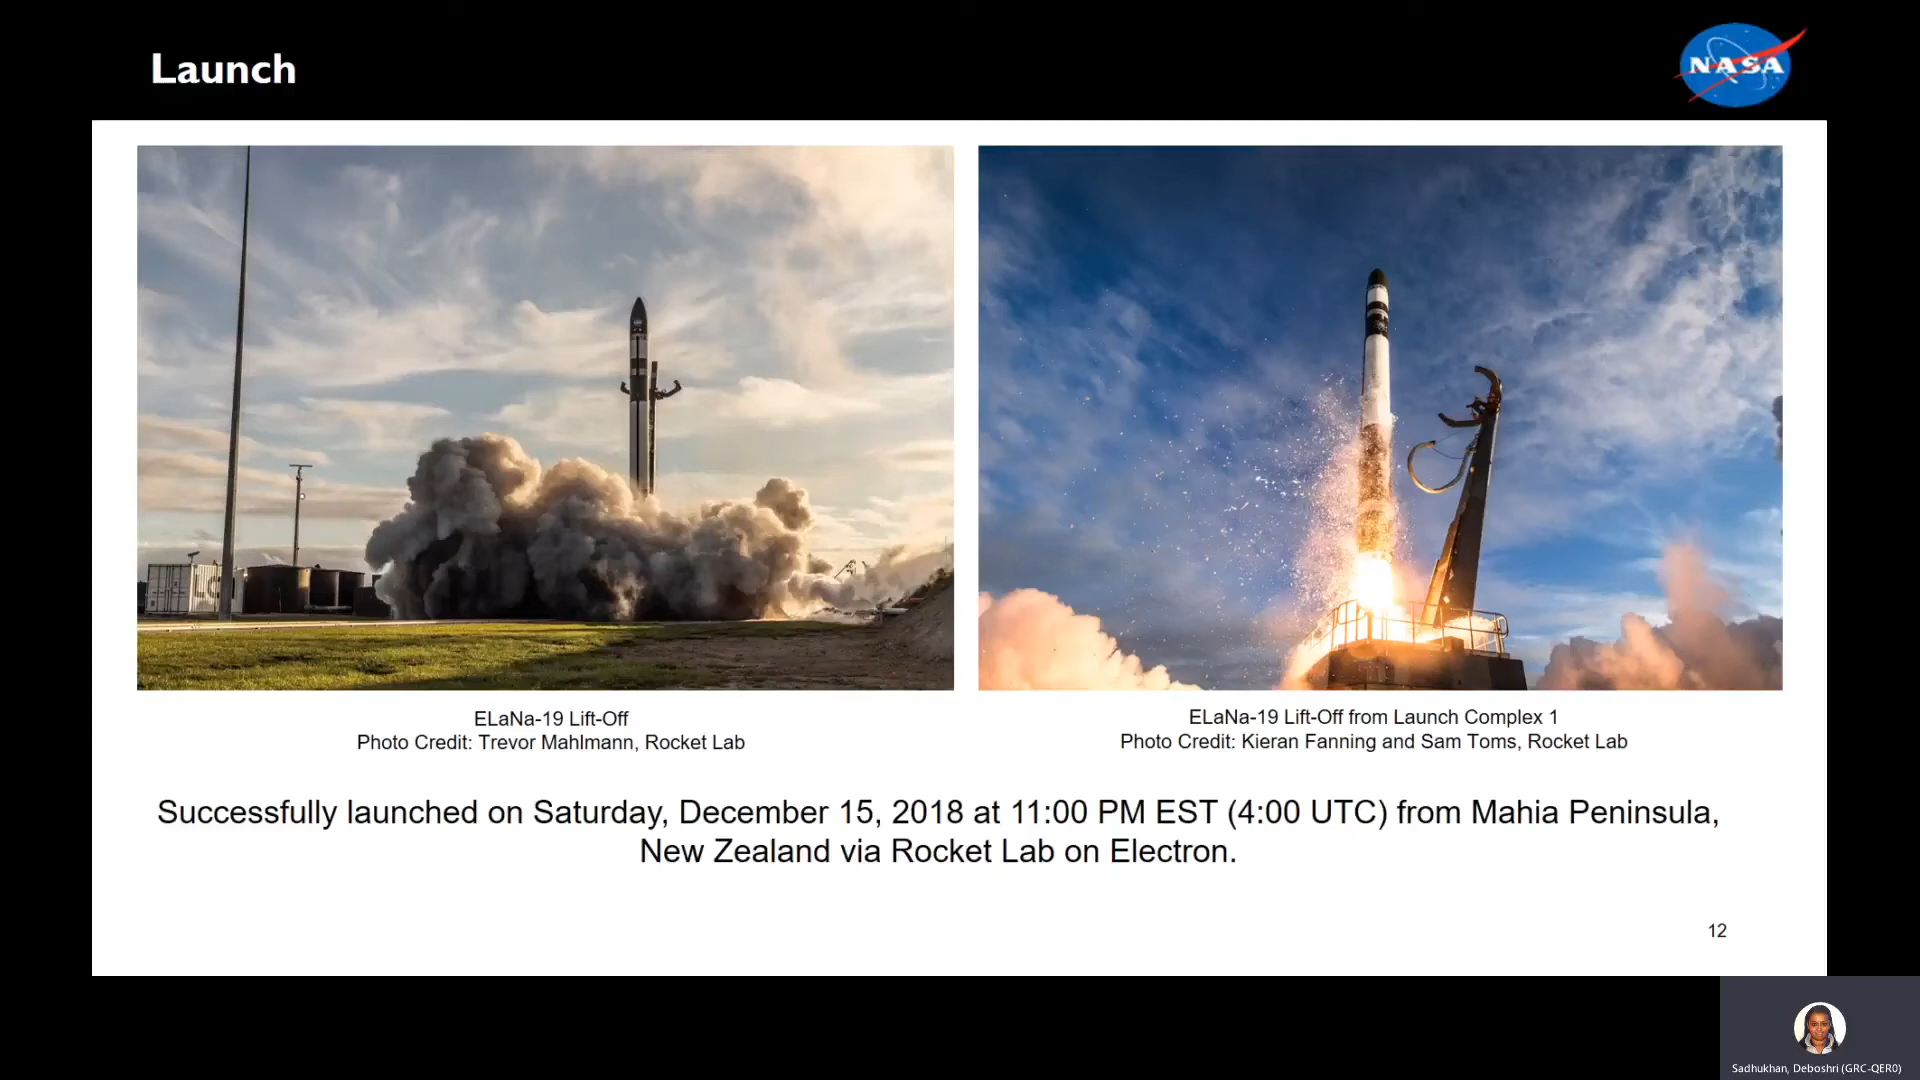 Launch
NASA
ELaNa-19 Lift-Off
Photo Credit: Trevor Mahlmann, Rocket Lab
ELaNa-19 Lift-Off from Launch Complex 1
Photo Credit: Kieran Fanning and Sam Toms, Rocket Lab
Successfully launched on Saturday, December 15, 2018 at 11:00 PM EST (4:00 UTC) from Mahia Peninsula,
New Zealand via Rocket Lab on Electron.
12
Sadhukhan, Deboshri (GRC-QER0)